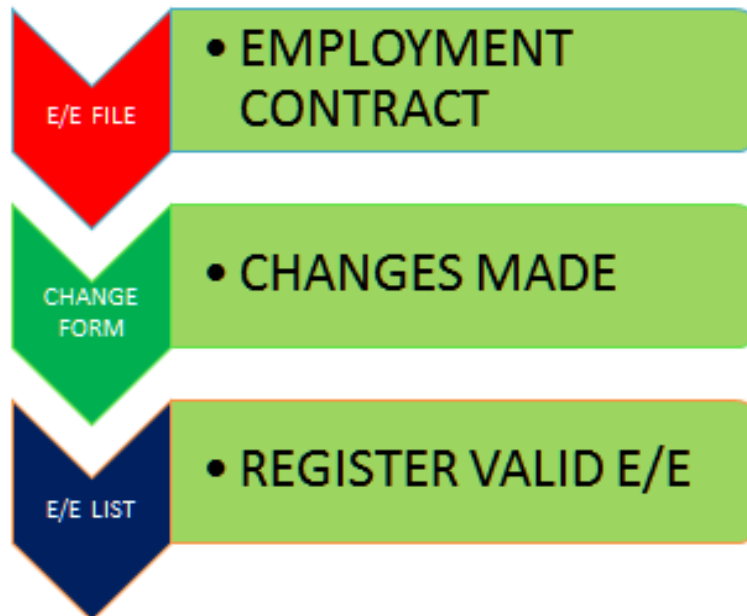 E/E FILE
• EMPLOYMENT
CONTRACT
CHANGE
FORM
• CHANGES MADE
E/E LIST
• REGISTER VALID E/E